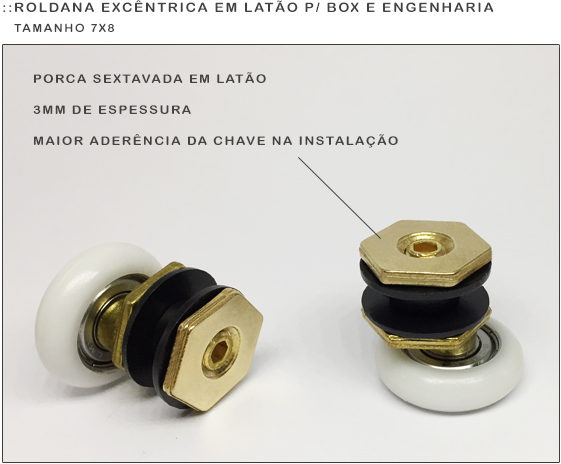 ::ROLDANA EXCÊNTRICA EM LATÃO P/ BOX E ENGENHARIA
TAMANHO 7X8
PORCA SEXTAVADA EM LATÃO
3MM DE ESPESSURA
MAIOR ADERÊNCIA DA CHAVE NA INSTALAÇÃO